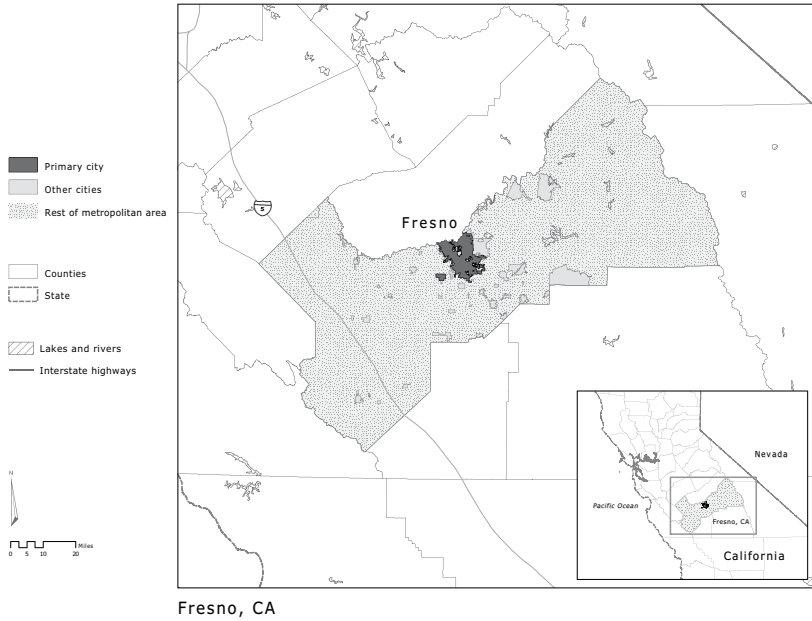 Primary city
Other cities
Rest of metropolitan area
Counties
State
Lakes and rivers
Interstate highways
N
Miles
0 5 10 20
5
Fresno
Nevada
Pacific Ocean
Fresno, CA
California
Fresno, CA